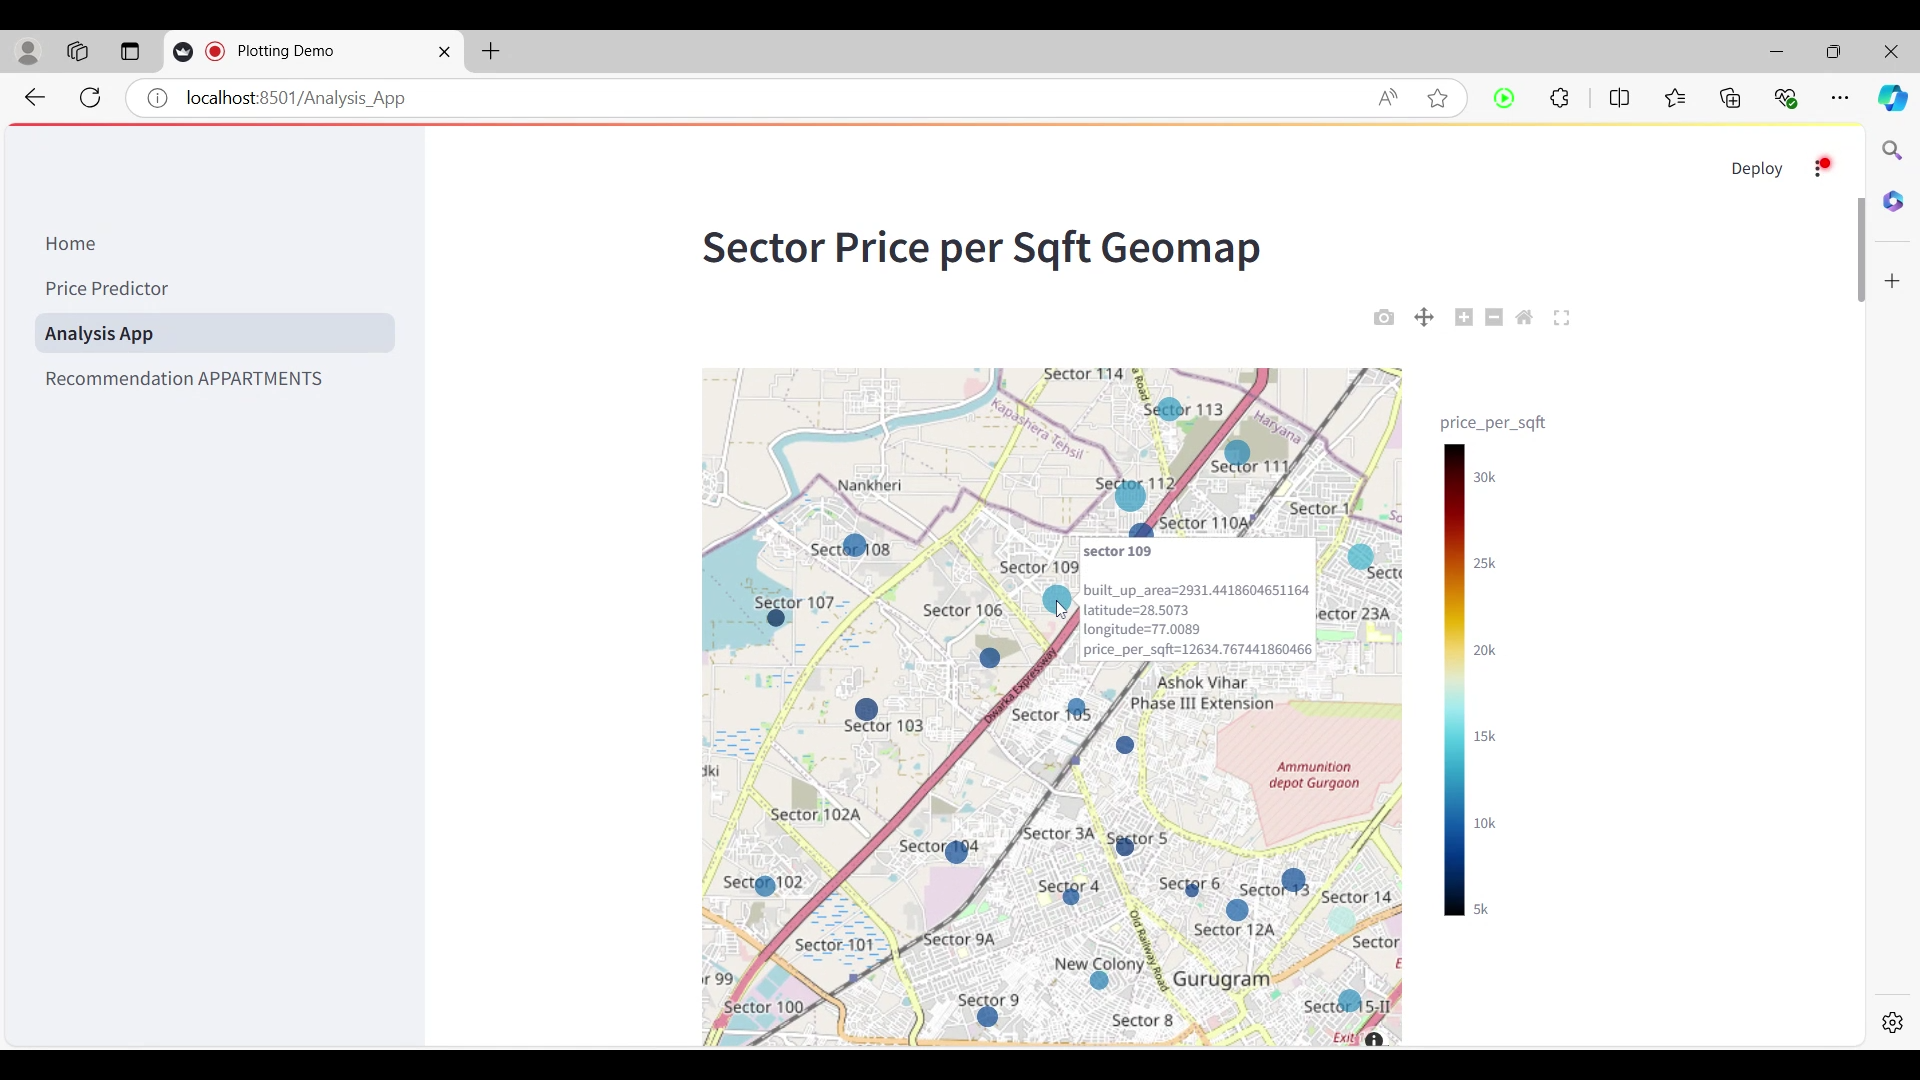 Plotting Demo
localhost:8501/Analysis_App
Deploy
Home
Price Predictor
Analysis App
Recommendation APPARTMENTS
Sector Price per Sqft Geomap
price_per_sqft
30k
25k
20k
15k
10k
5k
Sector 114
a Road
Sector 113
Kapashera Tehsil
Haryana
Sector 111
Nankheri
Sector 112
Sector 1
Sector 110A
Sector 108
sector 109
built_up_area=2931.4418604651164
latitude=28.5073
longitude=77.0089
price_per_sqft=12634.767441860466
Sector 109
Sect
Sector 107
Sector 106
ector 23A
Dwarka Expressway
Ashok Vihar
Phase III Extension
Sector 105
Sector 103
dki
Ammunition
depot Gurgaon
Sector 102A
Sector 3A
Sector 5
Sector 104
Sector 102
Sector 4
Sector 6
Sector 13
Sector 14
Old Railway Road
Sector 12A
Sector 101
Sector 9A
Sector
New Colony
r 99
Gurugram
Sector 9
Sector 100
Sector 15-II
Sector 8
Exit